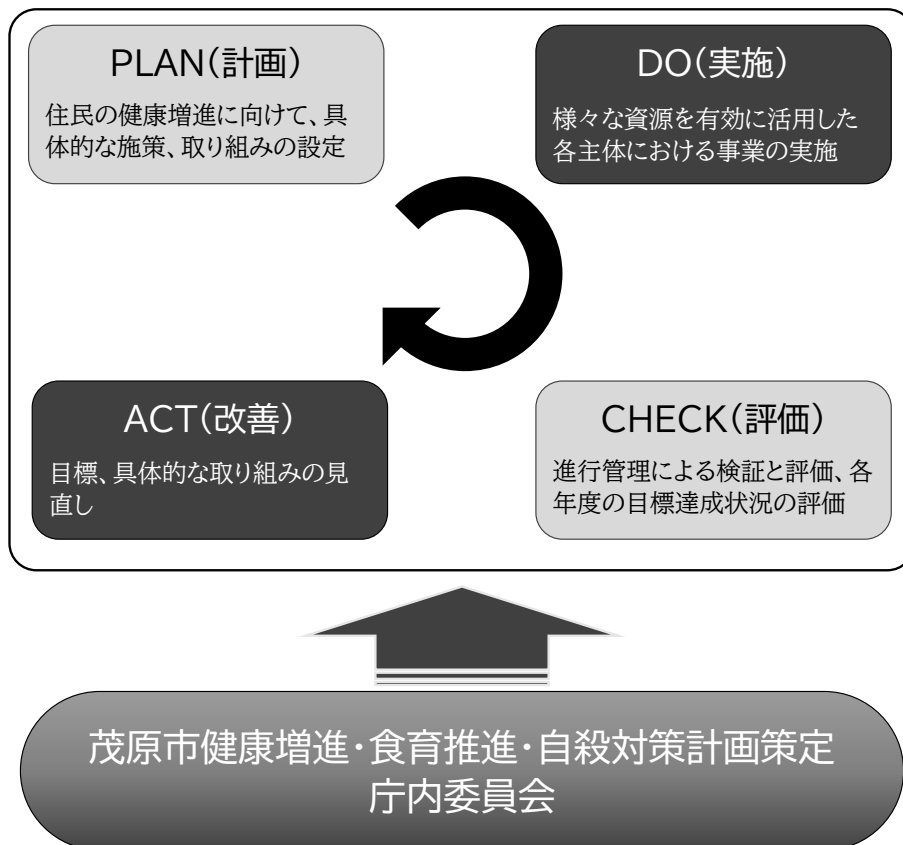 PLAN(計画)
住民の健康増進に向けて、具
体的な施策、取り組みの設定
DO(実施)
様々な資源を有効に活用した
各主体における事業の実施
ACT(改善)
目標、具体的な取り組みの見
直し
CHECK(評価)
進行管理による検証と評価、各
年度の目標達成状況の評価
茂原市健康増進・食育推進・自殺対策計画策定
庁内委員会